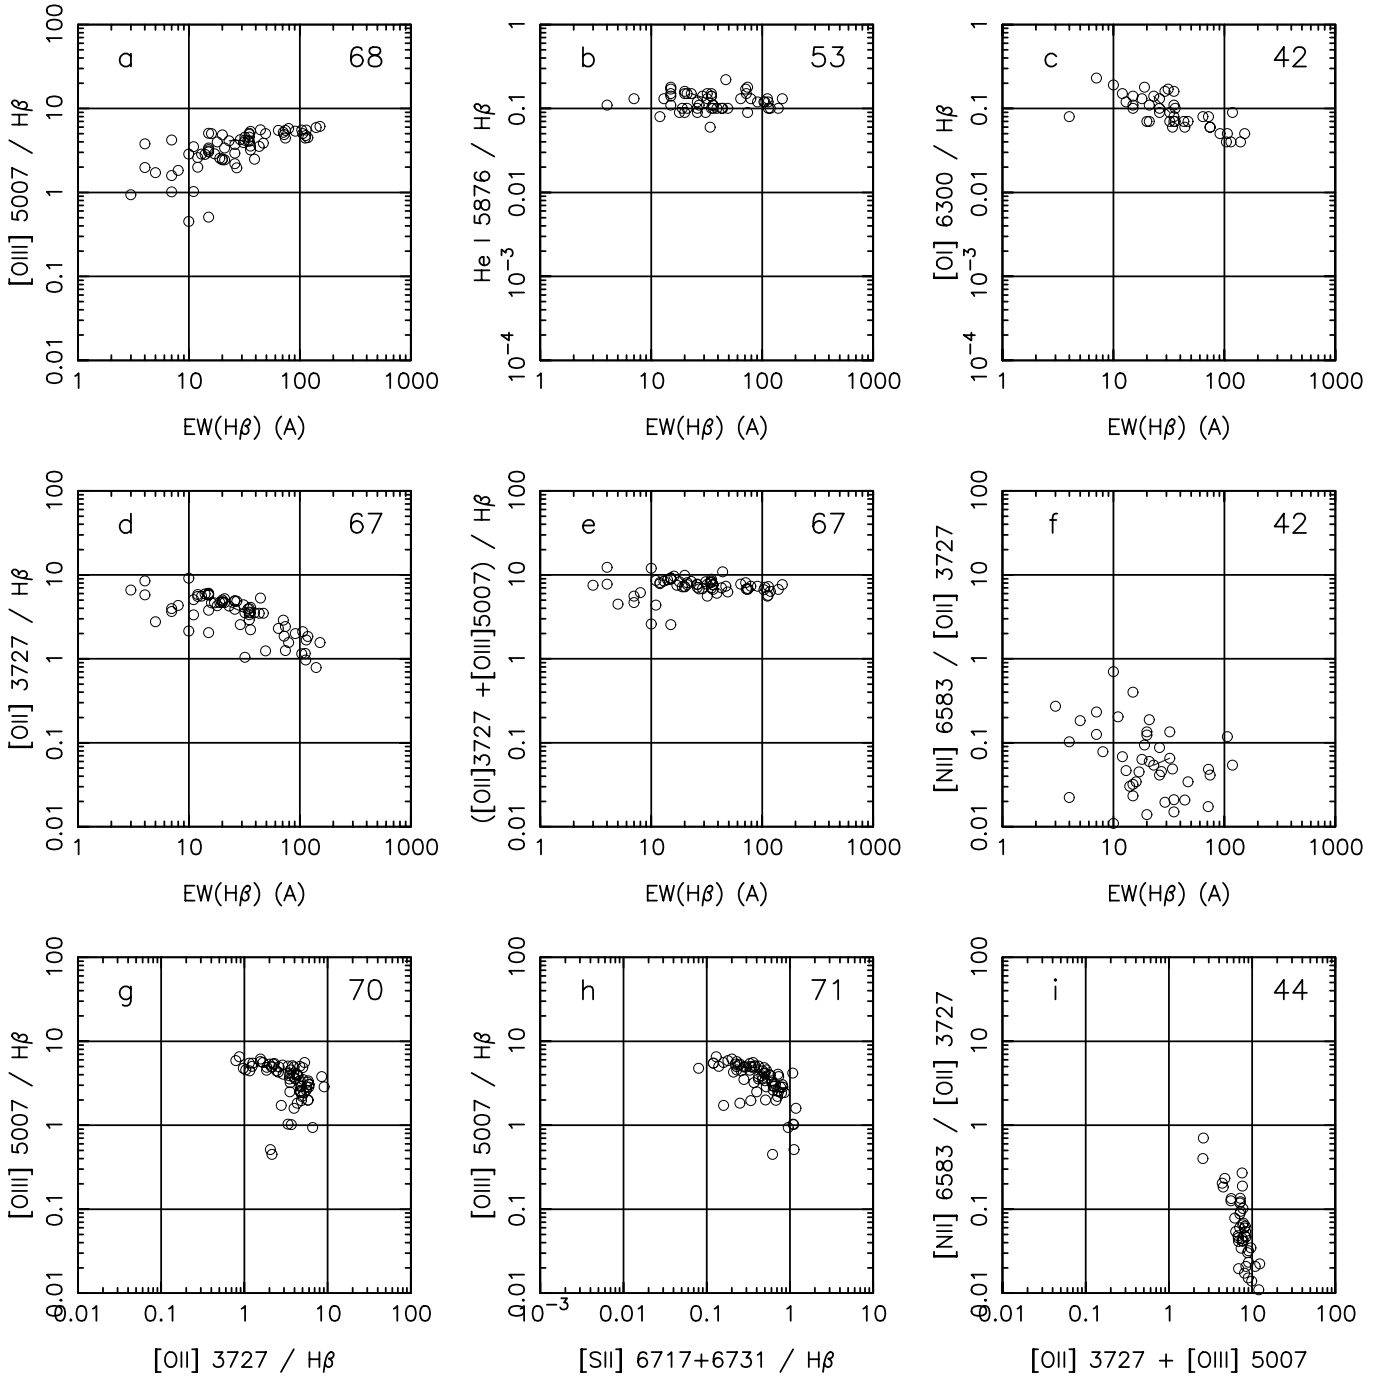 a 68
[OIII] 5007 / Hβ
100
10
1
0.1
0.01
1 10 100 1000
EW(Hβ) (A)
b 53
He I 5876 / Hβ
1
0.1
0.01
10⁻³
10⁻⁴
1 10 100 1000
EW(Hβ) (A)
c 42
[OI] 6300 / Hβ
1
0.1
0.01
10⁻³
10⁻⁴
1 10 100 1000
EW(Hβ) (A)
d 67
[OII] 3727 / Hβ
100
10
1
0.1
0.01
1 10 100 1000
EW(Hβ) (A)
e 67
([OII]3727 +[OIII]5007) / Hβ
100
10
1
0.1
0.01
1 10 100 1000
EW(Hβ) (A)
f 42
[NII] 6583 / [OII] 3727
100
10
1
0.1
0.01
1 10 100 1000
EW(Hβ) (A)
g 70
[OIII] 5007 / Hβ
100
10
1
0.1
0.01
0.01 0.1 1 10 100
[OII] 3727 / Hβ
h 71
[OIII] 5007 / Hβ
100
10
1
0.1
0.01
10⁻³ 0.01 0.1 1 10
[SII] 6717+6731 / Hβ
i 44
[NII] 6583 / [OII] 3727
100
10
1
0.1
0.01
0.01 0.1 1 10 100
[OII] 3727 + [OIII] 5007